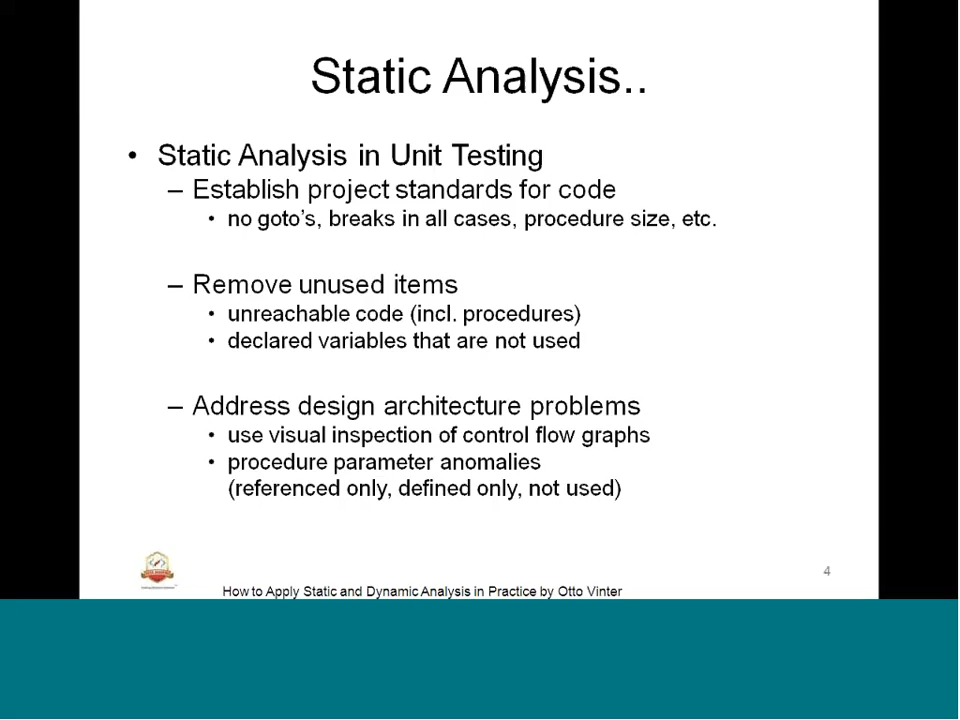 Static Analysis..
• Static Analysis in Unit Testing
– Establish project standards for code
• no goto's, breaks in all cases, procedure size, etc.
– Remove unused items
• unreachable code (incl. procedures)
• declared variables that are not used
– Address design architecture problems
• use visual inspection of control flow graphs
• procedure parameter anomalies
(referenced only, defined only, not used)
4
How to Apply Static and Dynamic Analysis in Practice by Otto Vinter